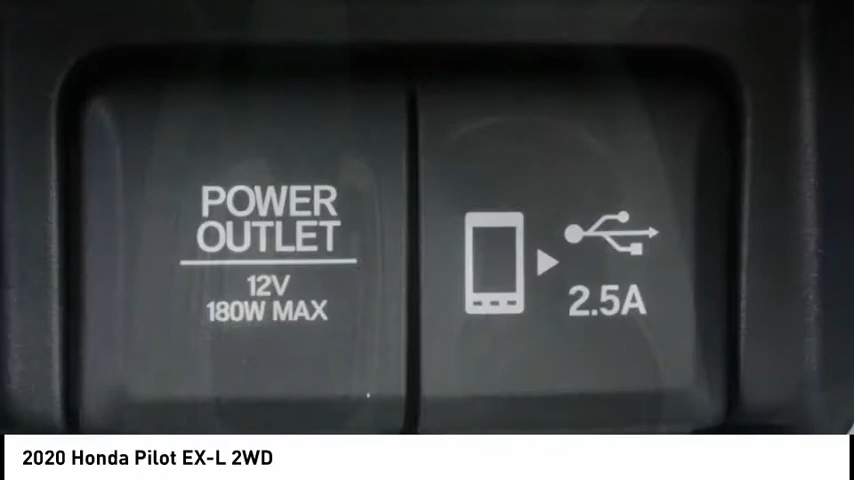 POWER
OUTLET
12V
180W MAX
2.5A
2020 Honda Pilot EX-L 2WD